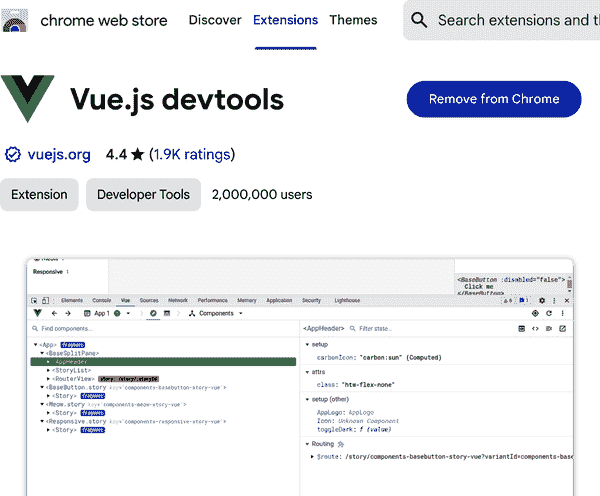 chrome web store Discover Extensions Themes Search extensions and t
Vue.js devtools Remove from Chrome
vuejs.org 4.4 ★ (1.9K ratings)
Extension Developer Tools 2,000,000 users
Responsive
<BaseButton :disabled="false">
Click me
</BaseButton>
Elements Console Vue Sources Network Performance Memory Application Security Lighthouse
App 1 Components
Find components... <AppHeader> Filter state...
<App> fragment
<BaseSplitPane>
<AppHeader>
<StoryList>
<RouterView>
<BaseButton.story key='components-basebutton-story-vue'>
<Story> fragment
<Meow.story key='components-meow-story-vue'>
<Story> fragment
<Responsive.story key='components-responsive-story-vue'>
<Story> fragment
setup
carbonIcon: "carbon:sun" (Computed)
attrs
class: "htw-flex-none"
setup (other)
AppLogo: AppLogo
Icon: Unknown Component
toggleDark: f (value)
Routing
$route: /story/components-basebutton-story-vue?variantId=components-base